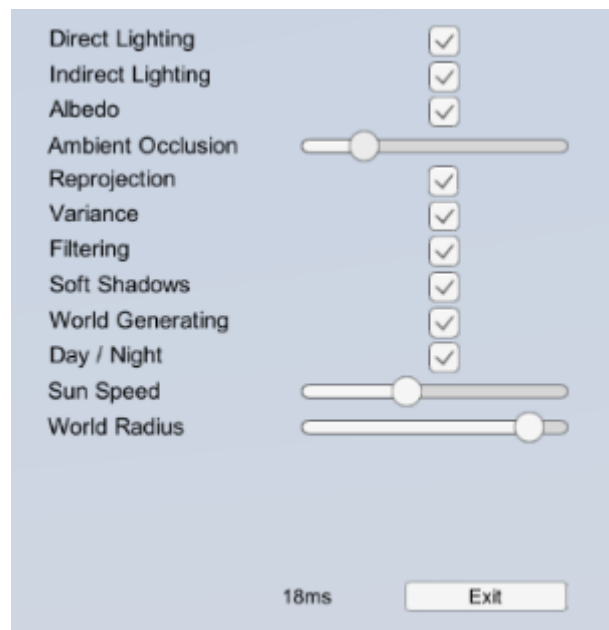 Direct Lighting
Indirect Lighting
Albedo
Ambient Occlusion
Reprojection
Variance
Filtering
Soft Shadows
World Generating
Day / Night
Sun Speed
World Radius
18ms Exit